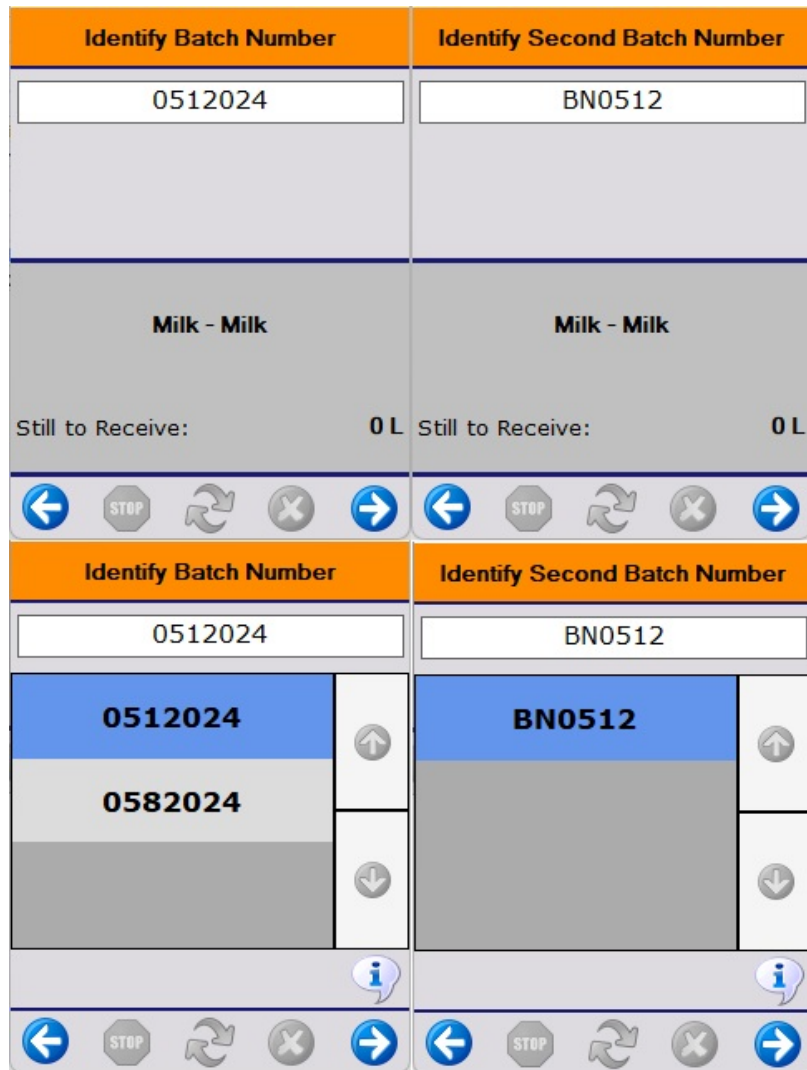 Identify Batch Number
0512024
Milk - Milk
Still to Receive: 0 L
STOP
Identify Second Batch Number
BN0512
Milk - Milk
Still to Receive: 0 L
STOP
Identify Batch Number
0512024
0512024
0582024
i
STOP
Identify Second Batch Number
BN0512
BN0512
i
STOP